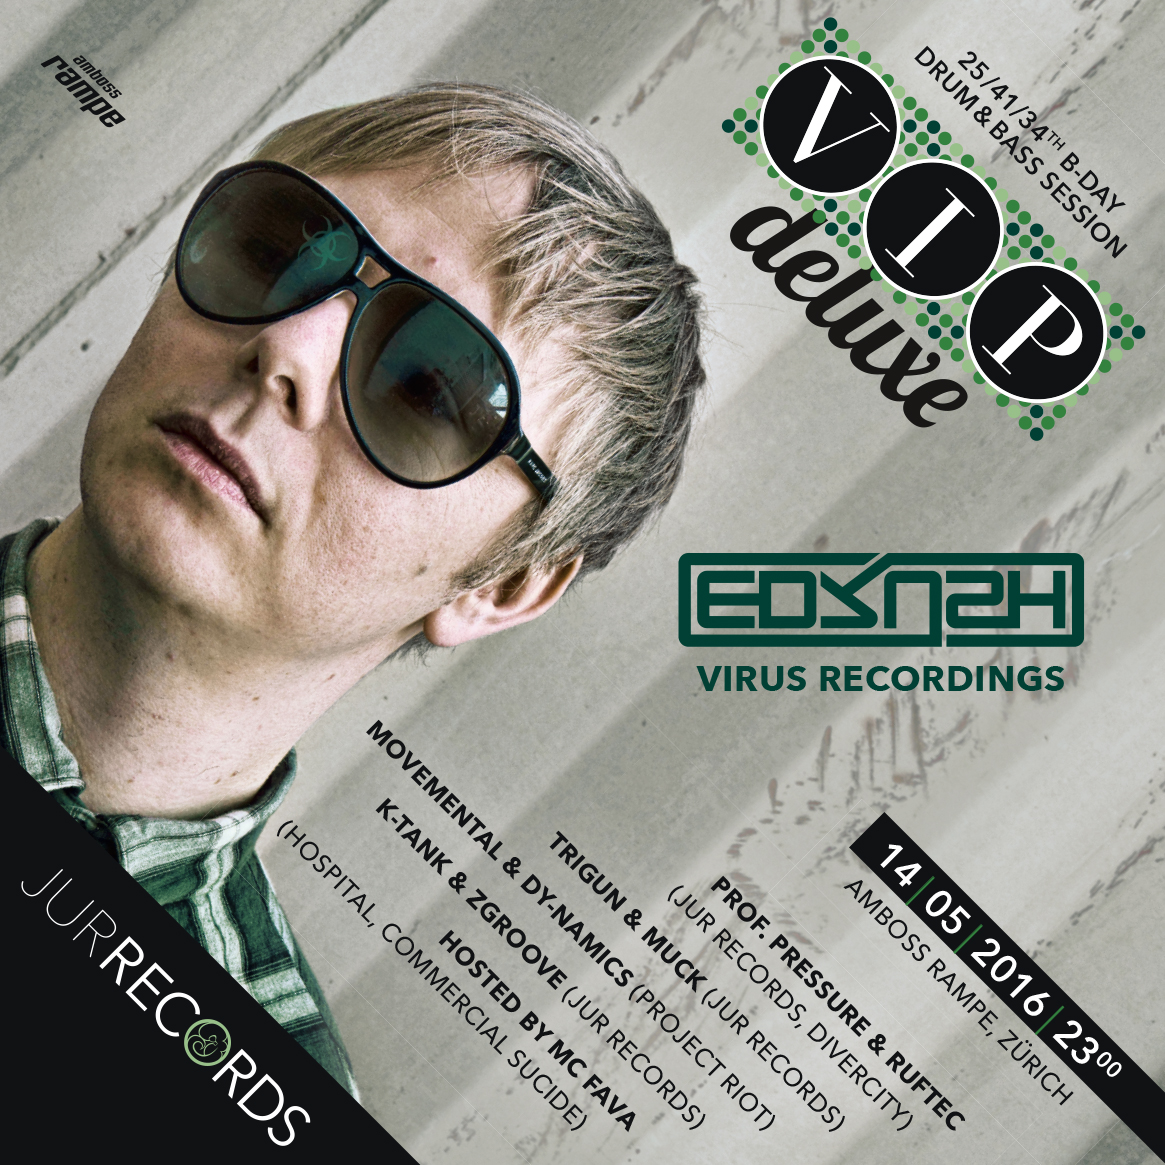 amboss
rampe
25/41/34TH B-DAY
DRUM & BASS SESSION
VIP
deluxe
ED RUSH
VIRUS RECORDINGS
14|05|2016|2300
AMBOSS RAMPE, ZÜRICH
PROF. PRESSURE & RUFTEC
(JUR RECORDS, DIVERCITY)
TRIGUN & MUCK (JUR RECORDS)
MOVEMENTAL & DY-NAMICS (PROJECT RIOT)
K-TANK & ZGROOVE (JUR RECORDS)
HOSTED BY MC FAVA
(HOSPITAL, COMMERCIAL SUCIDE)
JURRECORDS